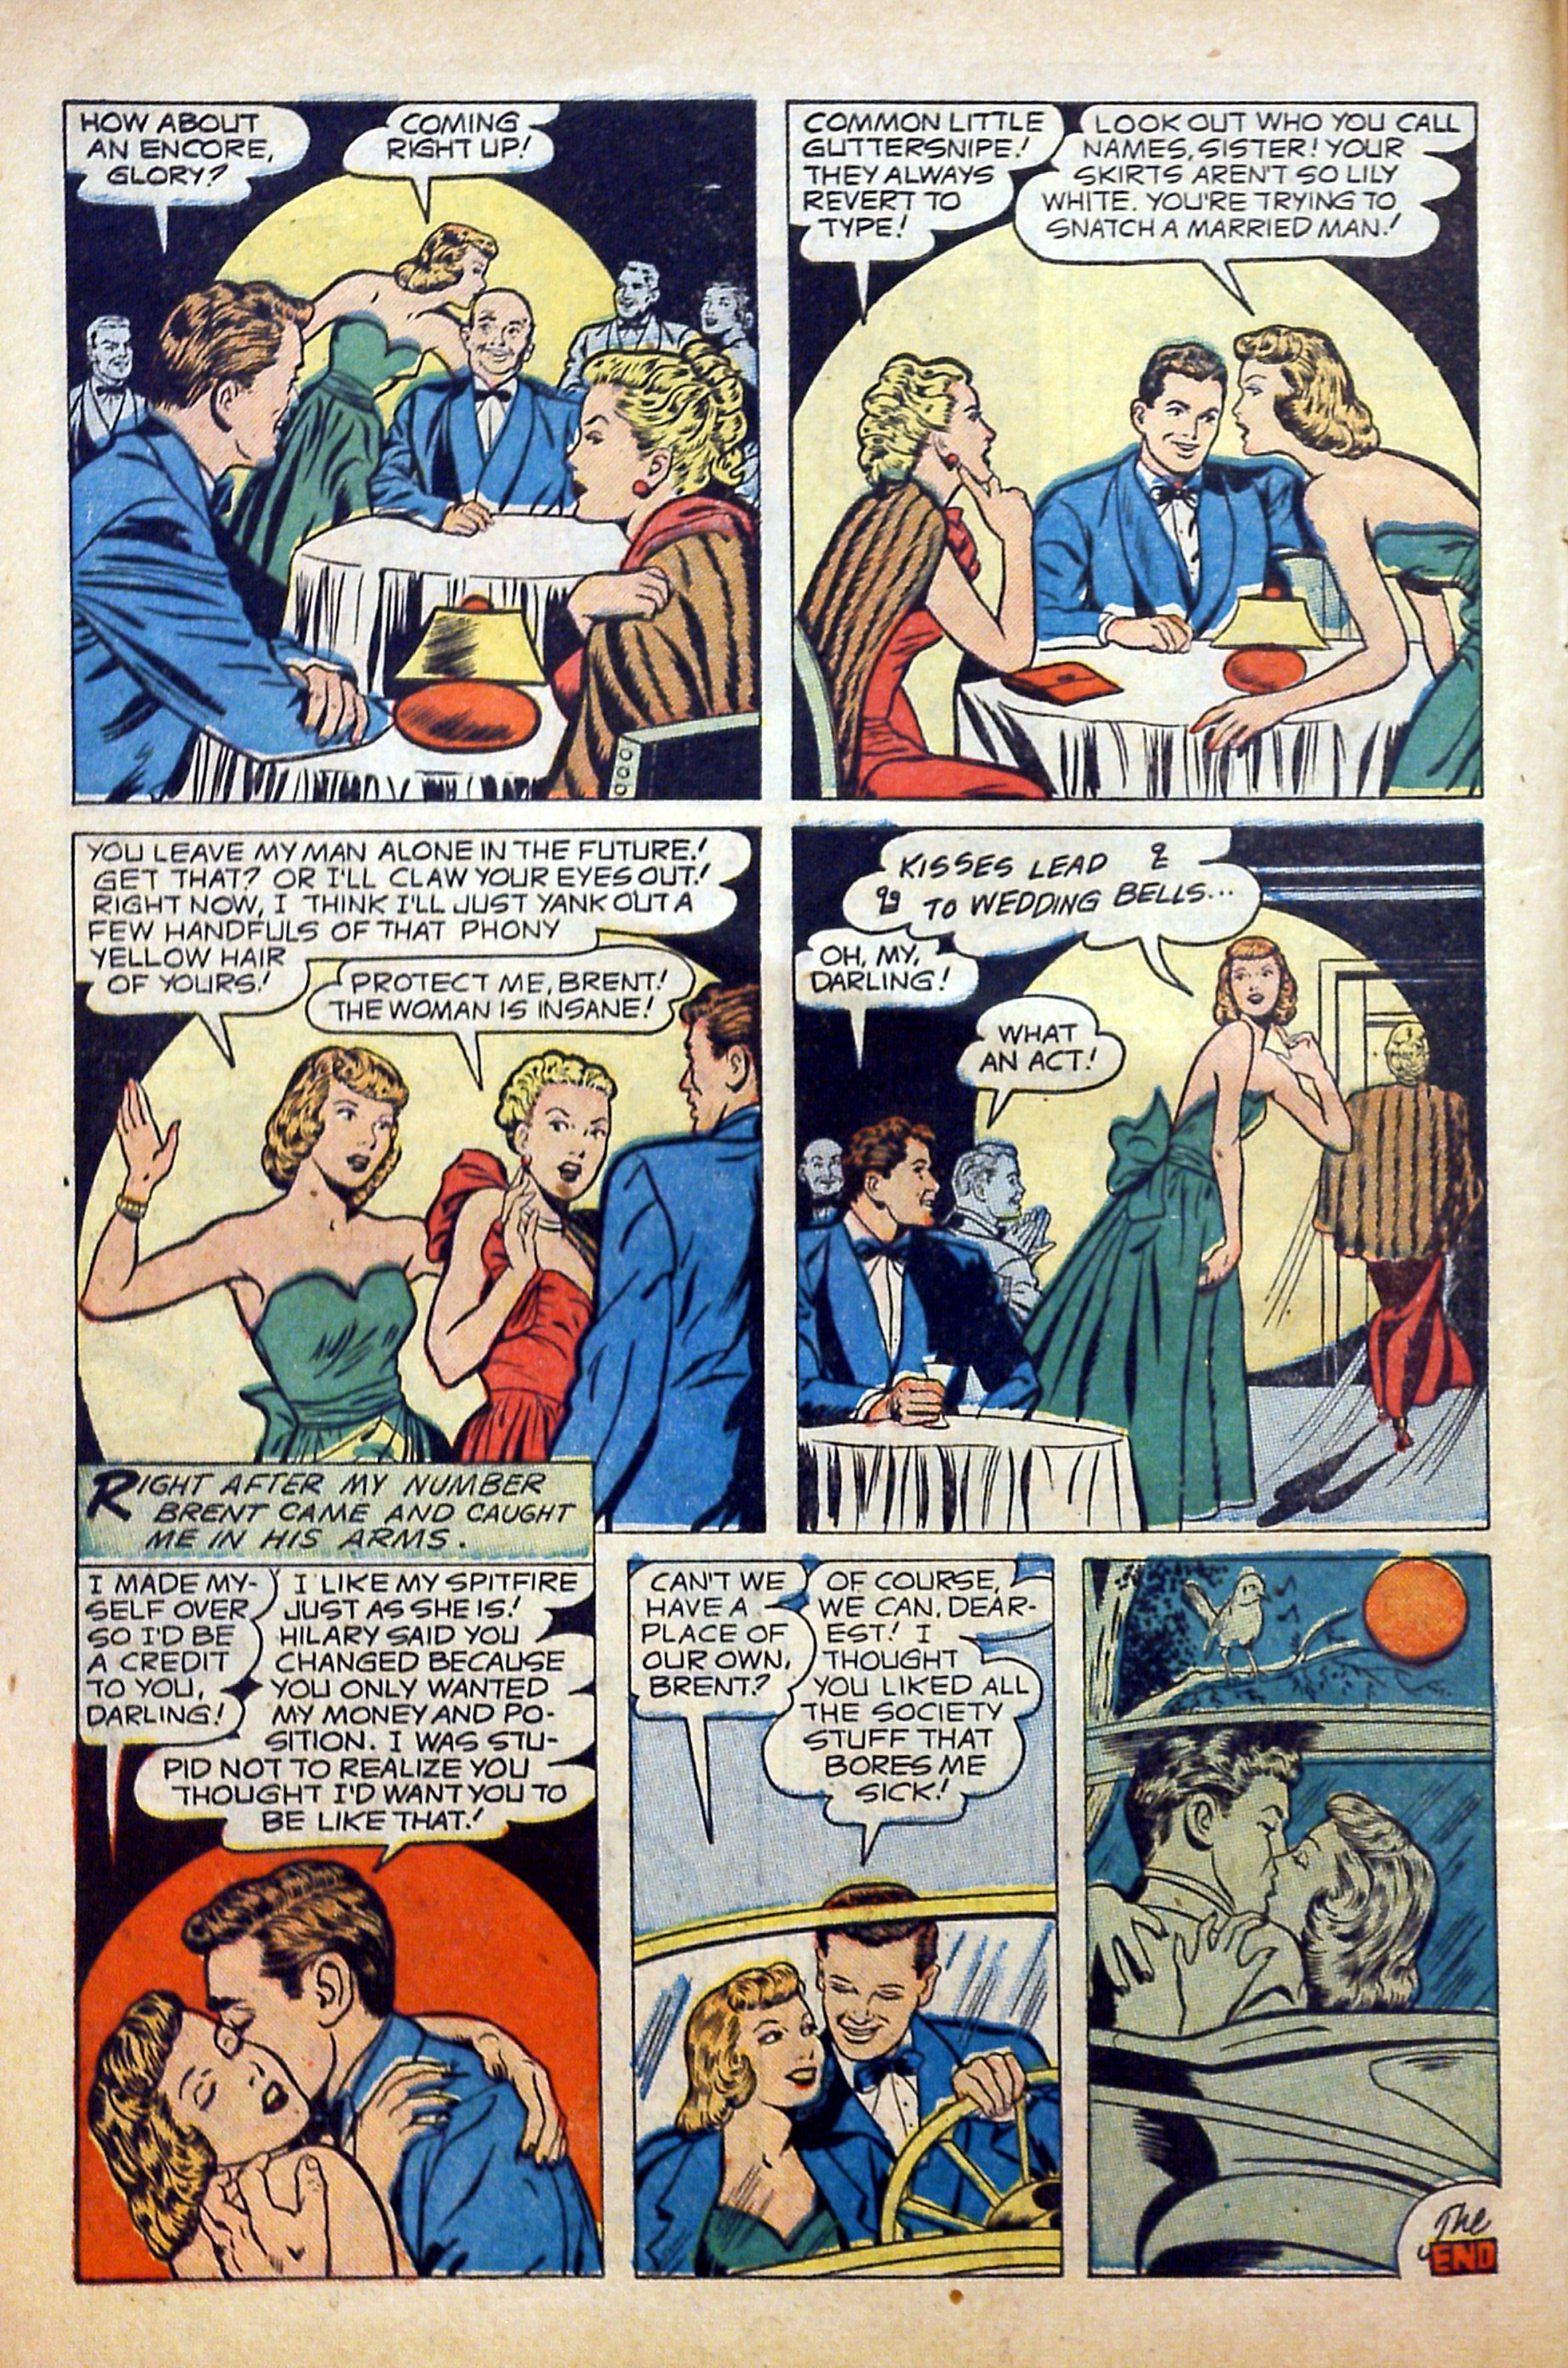 HOW ABOUT
AN ENCORE,
GLORY?
COMING
RIGHT UP!
COMMON LITTLE
GUTTERSNIPE!
THEY ALWAYS
REVERT TO
TYPE!
LOOK OUT WHO YOU CALL
NAMES, SISTER! YOUR
SKIRTS AREN'T SO LILY
WHITE. YOU'RE TRYING TO
SNATCH A MARRIED MAN!
YOU LEAVE MY MAN ALONE IN THE FUTURE!
GET THAT? OR I'LL CLAW YOUR EYES OUT!
RIGHT NOW, I THINK I'LL JUST YANK OUT A
FEW HANDFULS OF THAT PHONY
YELLOW HAIR
OF YOURS!
PROTECT ME, BRENT!
THE WOMAN IS INSANE!
KISSES LEAD
TO WEDDING BELLS...
OH, MY,
DARLING!
WHAT
AN ACT!
RIGHT AFTER MY NUMBER
BRENT CAME AND CAUGHT
ME IN HIS ARMS.
I MADE MY-
SELF OVER
SO I'D BE
A CREDIT
TO YOU,
DARLING!
I LIKE MY SPITFIRE
JUST AS SHE IS!
HILARY SAID YOU
CHANGED BECAUSE
YOU ONLY WANTED
MY MONEY AND PO-
SITION. I WAS STU-
PID NOT TO REALIZE YOU
THOUGHT I'D WANT YOU TO
BE LIKE THAT!
CAN'T WE
HAVE A
PLACE OF
OUR OWN,
BRENT?
OF COURSE,
WE CAN, DEAR-
EST! I
THOUGHT
YOU LIKED ALL
THE SOCIETY
STUFF THAT
BORES ME
SICK!
The
END